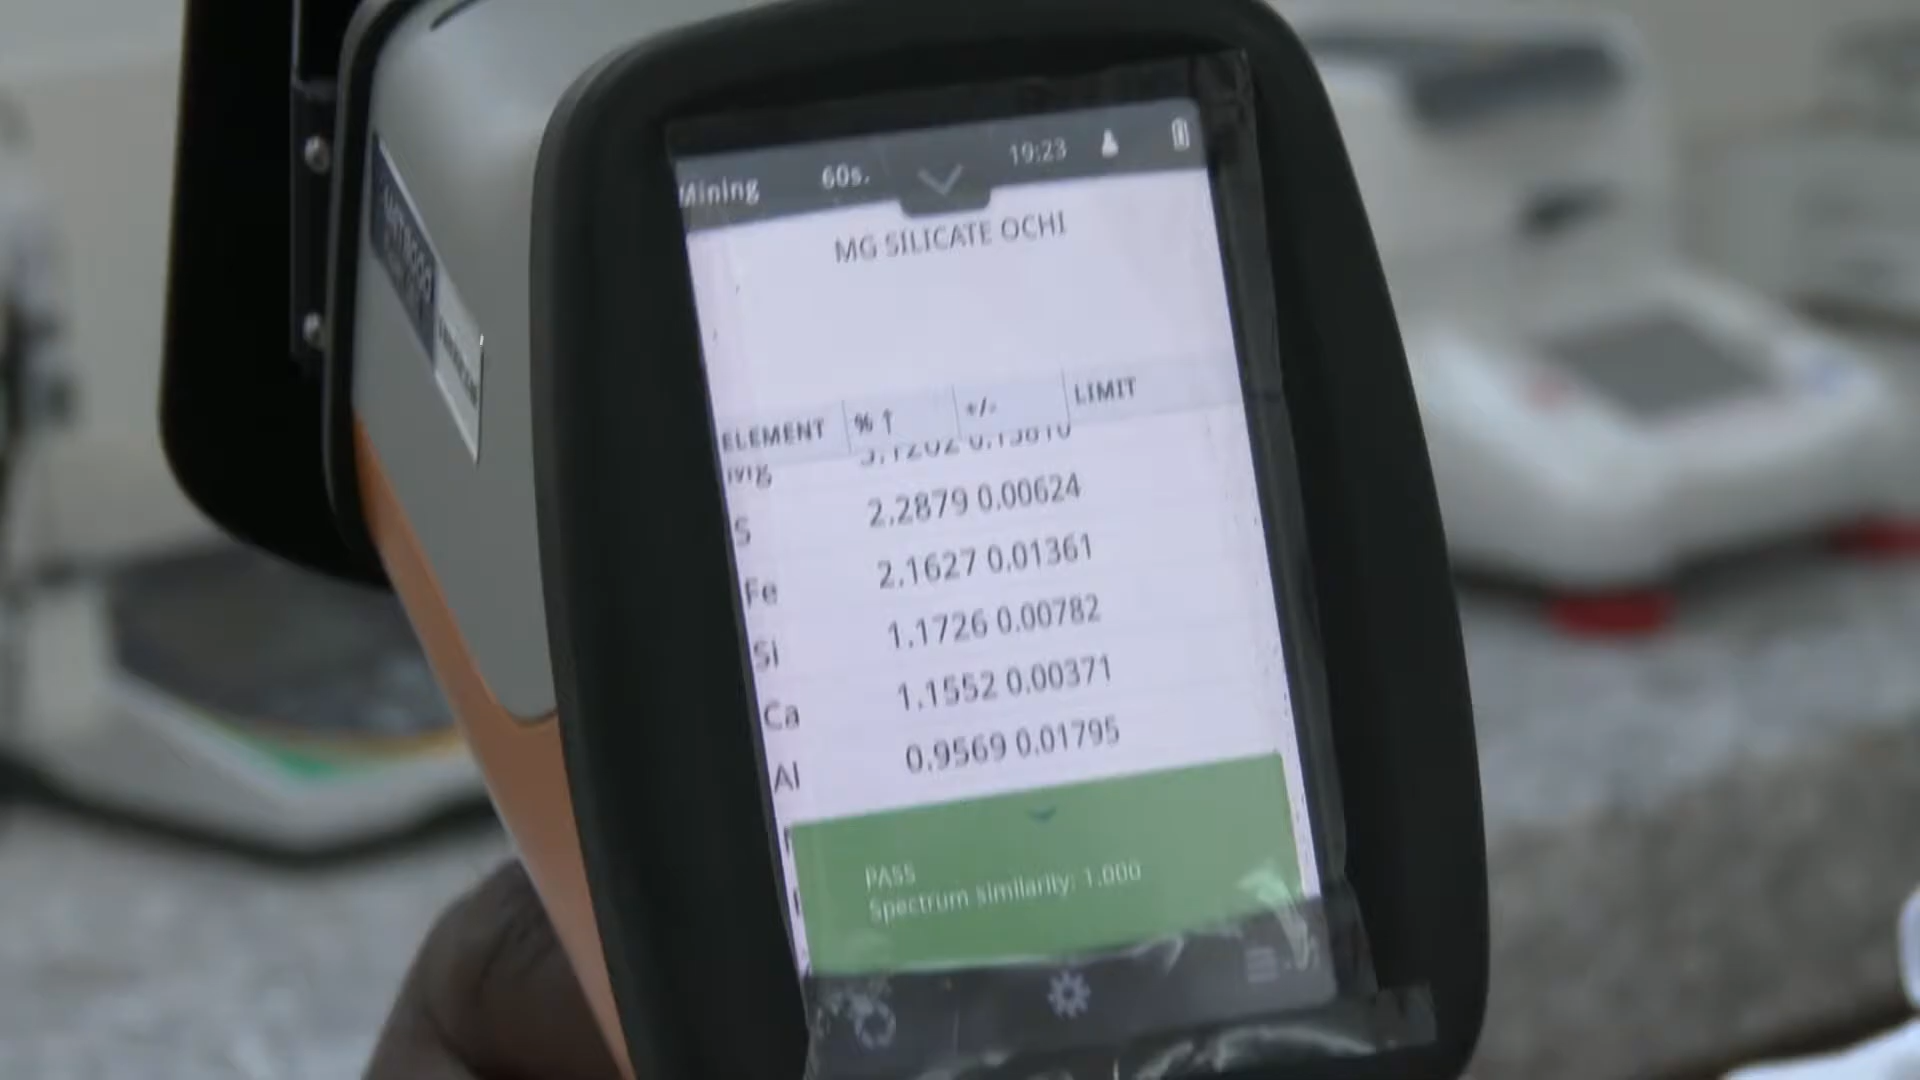 Mining 60s. 19:23
MG SILICATE OCHI
ELEMENT % ↑ +/- LIMIT
Mg
S 2.2879 0.00624
Fe 2.1627 0.01361
Si 1.1726 0.00782
Ca 1.1552 0.00371
Al 0.9569 0.01795
PASS
Spectrum similarity: 1.000